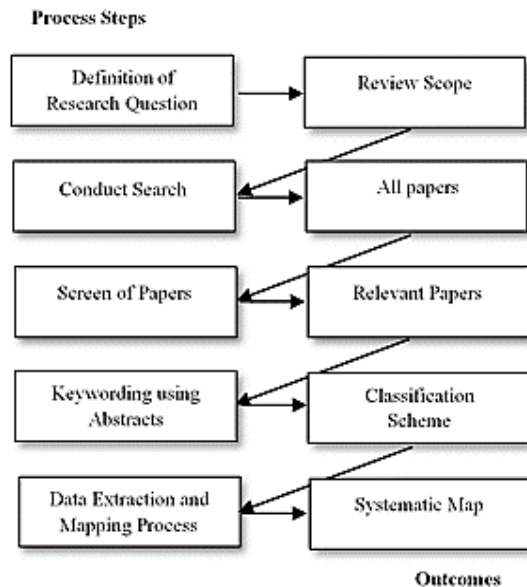 Process Steps
Definition of
Research Question
Review Scope
Conduct Search
All papers
Screen of Papers
Relevant Papers
Keywording using
Abstracts
Classification
Scheme
Data Extraction and
Mapping Process
Systematic Map
Outcomes